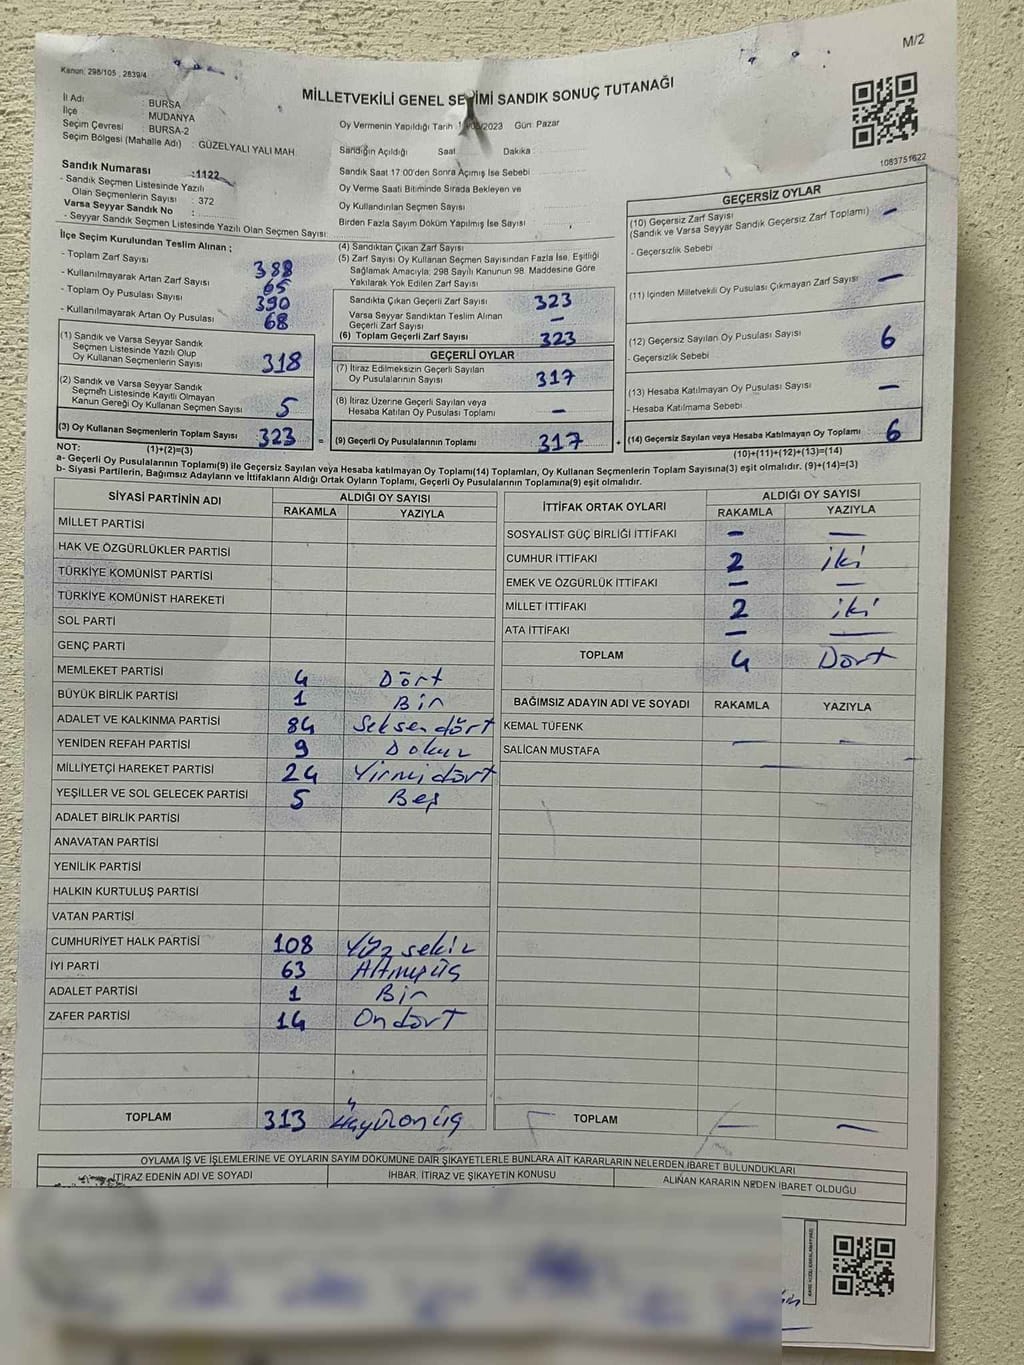 M/2
Kanun: 298/105 , 2839/4
MİLLETVEKİLİ GENEL SEÇİMİ SANDIK SONUÇ TUTANAĞI
İl Adı : BURSA
İlçe : MUDANYA
Seçim Çevresi : BURSA-2
Seçim Bölgesi (Mahalle Adı) : GÜZELYALI YALI MAH
Sandık Numarası :1122
- Sandık Seçmen Listesinde Yazılı
Olan Seçmenlerin Sayısı : 372
Varsa Seyyar Sandık No :
- Seyyar Sandık Seçmen Listesinde Yazılı Olan Seçmen Sayısı:
Oy Vermenin Yapıldığı Tarih /2023 Gün: Pazar
Sandığın Açıldığı Saat Dakika
Sandık Saat 17:00'den Sonra Açılmış İse Sebebi
Oy Verme Saati Bitiminde Sırada Bekleyen ve
Oy Kullandırılan Seçmen Sayısı
Birden Fazla Sayım Döküm Yapılmış İse Sayısı
1083751622
İlçe Seçim Kurulundan Teslim Alınan ;
- Toplam Zarf Sayısı 388
- Kullanılmayarak Artan Zarf Sayısı 65
- Toplam Oy Pusulası Sayısı 390
- Kullanılmayarak Artan Oy Pusulası 68
(1) Sandık ve Varsa Seyyar Sandık
Seçmen Listesinde Yazılı Olup
Oy Kullanan Seçmenlerin Sayısı 318
(2) Sandık ve Varsa Seyyar Sandık
Seçmen Listesinde Kayıtlı Olmayan
Kanun Gereği Oy Kullanan Seçmen Sayısı 5
(3) Oy Kullanan Seçmenlerin Toplam Sayısı 323 =
(4) Sandıktan Çıkan Zarf Sayısı
(5) Zarf Sayısı Oy Kullanan Seçmen Sayısından Fazla İse, Eşitliği
Sağlamak Amacıyla; 298 Sayılı Kanunun 98. Maddesine Göre
Yakılarak Yok Edilen Zarf Sayısı
Sandıkta Çıkan Geçerli Zarf Sayısı 323
Varsa Seyyar Sandıktan Teslim Alınan
Geçerli Zarf Sayısı –
(6) Toplam Geçerli Zarf Sayısı 323
GEÇERLİ OYLAR
(7) İtiraz Edilmeksizin Geçerli Sayılan
Oy Pusulalarının Sayısı 317
(8) İtiraz Üzerine Geçerli Sayılan veya
Hesaba Katılan Oy Pusulası Toplamı –
(9) Geçerli Oy Pusulalarının Toplamı 317 +
GEÇERSİZ OYLAR
(10) Geçersiz Zarf Sayısı
(Sandık ve Varsa Seyyar Sandık Geçersiz Zarf Toplamı) –
- Geçersizlik Sebebi
(11) İçinden Milletvekili Oy Pusulası Çıkmayan Zarf Sayısı –
(12) Geçersiz Sayılan Oy Pusulası Sayısı 6
- Geçersizlik Sebebi
(13) Hesaba Katılmayan Oy Pusulası Sayısı –
- Hesaba Katılmama Sebebi
(14) Geçersiz Sayılan veya Hesaba Katılmayan Oy Toplamı 6
NOT: (1)+(2)=(3) (10)+(11)+(12)+(13)=(14)
a- Geçerli Oy Pusulalarının Toplamı(9) ile Geçersiz Sayılan veya Hesaba katılmayan Oy Toplamı(14) Toplamları, Oy Kullanan Seçmenlerin Toplam Sayısına(3) eşit olmalıdır. (9)+(14)=(3)
b- Siyasi Partilerin, Bağımsız Adayların ve İttifakların Aldığı Ortak Oyların Toplamı, Geçerli Oy Pusulalarının Toplamına(9) eşit olmalıdır.
SİYASİ PARTİNİN ADI ALDIĞI OY SAYISI
RAKAMLA YAZIYLA
MİLLET PARTİSİ
HAK VE ÖZGÜRLÜKLER PARTİSİ
TÜRKİYE KOMÜNİST PARTİSİ
TÜRKİYE KOMÜNİST HAREKETİ
SOL PARTİ
GENÇ PARTİ
MEMLEKET PARTİSİ 4 Dört
BÜYÜK BİRLİK PARTİSİ 1 Bir
ADALET VE KALKINMA PARTİSİ 84 Seksendört
YENİDEN REFAH PARTİSİ 9 Dokuz
MİLLİYETÇİ HAREKET PARTİSİ 24 Yirmidört
YEŞİLLER VE SOL GELECEK PARTİSİ 5 Beş
ADALET BİRLİK PARTİSİ
ANAVATAN PARTİSİ
YENİLİK PARTİSİ
HALKIN KURTULUŞ PARTİSİ
VATAN PARTİSİ
CUMHURİYET HALK PARTİSİ 108 Yüz sekiz
İYİ PARTİ 63 Altmışüç
ADALET PARTİSİ 1 Bir
ZAFER PARTİSİ 14 Ondört
TOPLAM 313 Üçyüzonüç
İTTİFAK ORTAK OYLARI ALDIĞI OY SAYISI
RAKAMLA YAZIYLA
SOSYALİST GÜÇ BİRLİĞİ İTTİFAKI – –
CUMHUR İTTİFAKI 2 iki
EMEK VE ÖZGÜRLÜK İTTİFAKI – –
MİLLET İTTİFAKI 2 iki
ATA İTTİFAKI – –
TOPLAM 4 Dört
BAĞIMSIZ ADAYIN ADI VE SOYADI RAKAMLA YAZIYLA
KEMAL TÜFENK – –
SALİCAN MUSTAFA – –
TOPLAM – –
OYLAMA İŞ VE İŞLEMLERİNE VE OYLARIN SAYIM DÖKÜMÜNE DAİR ŞİKAYETLERLE BUNLARA AİT KARARLARIN NELERDEN İBARET BULUNDUKLARI
İTİRAZ EDENİN ADI VE SOYADI İHBAR, İTİRAZ VE ŞİKAYETİN KONUSU ALINAN KARARIN NEDEN İBARET OLDUĞU